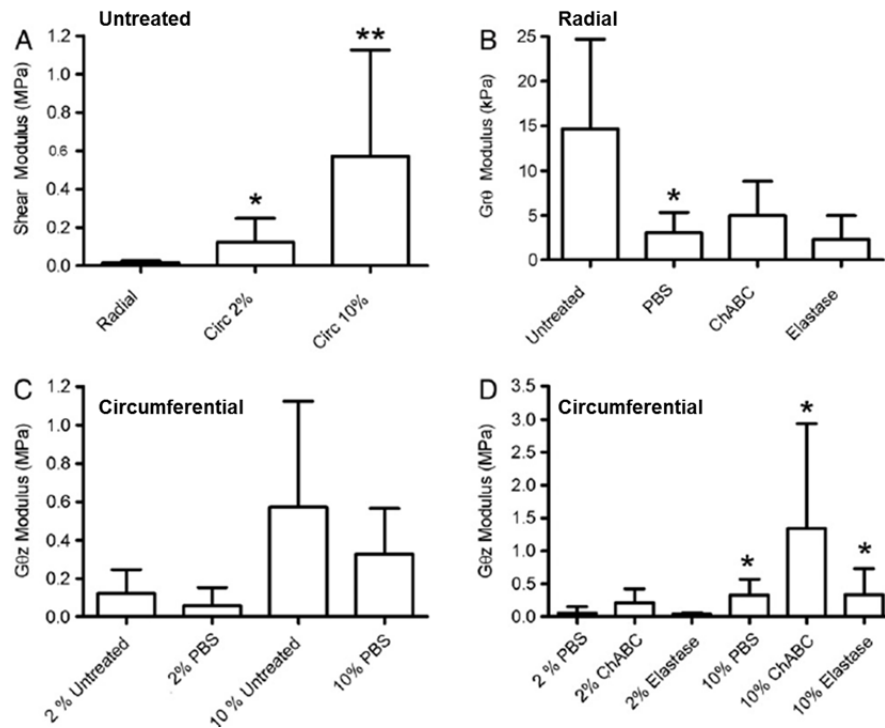 A
Untreated
Shear Modulus (MPa)
1.2
1.0
0.8
0.6
0.4
0.2
0.0
*
**
Radial
Circ 2%
Circ 10%
B
Radial
Grθ Modulus (kPa)
25
20
15
10
5
0
*
Untreated
PBS
ChABC
Elastase
C
Circumferential
Gθz Modulus (MPa)
1.2
1.0
0.8
0.6
0.4
0.2
0.0
2 % Untreated
2% PBS
10 % Untreated
10% PBS
D
Circumferential
Gθz Modulus (MPa)
3.5
3.0
2.5
2.0
1.5
1.0
0.5
0.0
*
*
*
2 % PBS
2% ChABC
2% Elastase
10% PBS
10% ChABC
10% Elastase